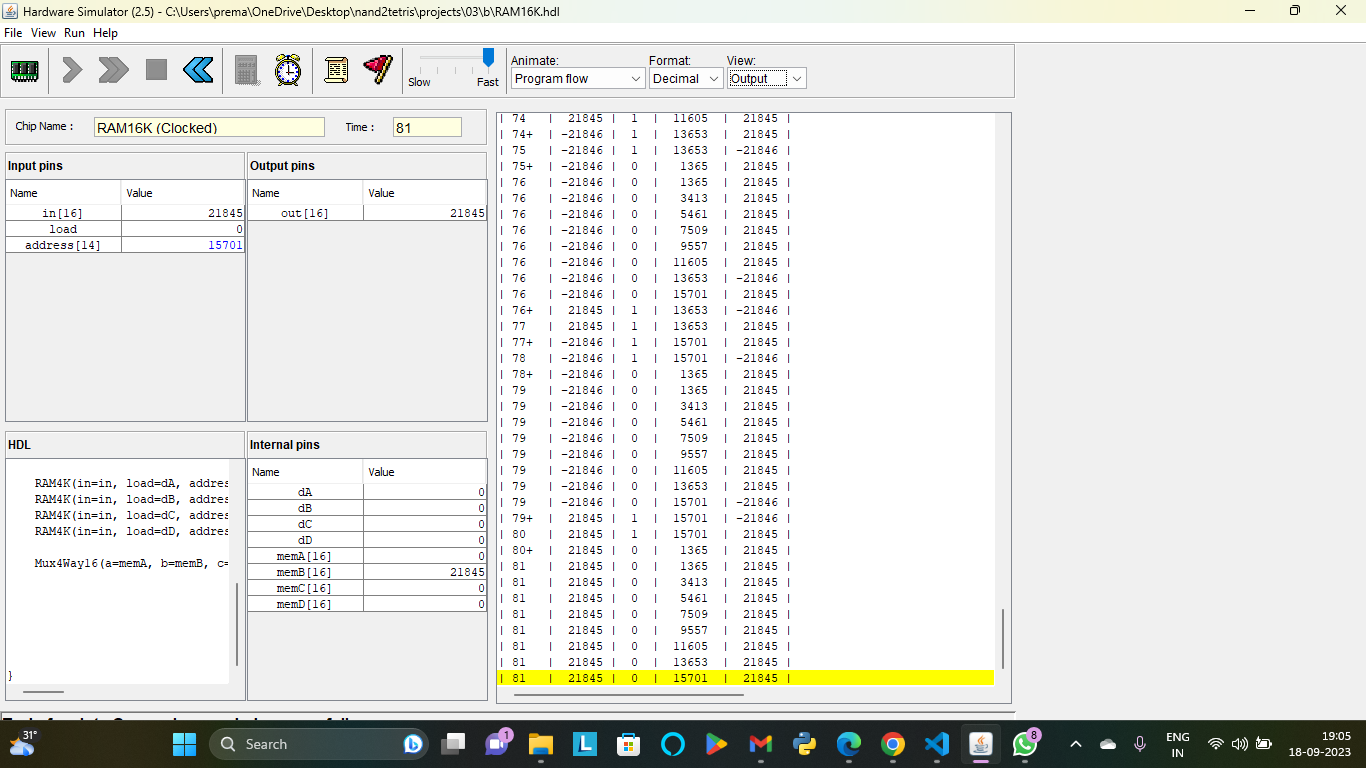 Hardware Simulator (2.5) - C:\Users\prema\OneDrive\Desktop\nand2tetris\projects\03\b\RAM16K.hdl
File View Run Help
Slow Fast
Animate: Format: View:
Program flow Decimal Output
Chip Name : RAM16K (Clocked) Time : 81
Input pins
Name Value
in[16] 21845
load 0
address[14] 15701
Output pins
Name Value
out[16] 21845
HDL
RAM4K(in=in, load=dA, addres
RAM4K(in=in, load=dB, addres
RAM4K(in=in, load=dC, addres
RAM4K(in=in, load=dD, addres
Mux4Way16(a=memA, b=memB, c=
}
Internal pins
Name Value
dA 0
dB 0
dC 0
dD 0
memA[16] 0
memB[16] 21845
memC[16] 0
memD[16] 0
| 74 | 21845 | 1 | 11605 | 21845 |
| 74+ | -21846 | 1 | 13653 | 21845 |
| 75 | -21846 | 1 | 13653 | -21846 |
| 75+ | -21846 | 0 | 1365 | 21845 |
| 76 | -21846 | 0 | 1365 | 21845 |
| 76 | -21846 | 0 | 3413 | 21845 |
| 76 | -21846 | 0 | 5461 | 21845 |
| 76 | -21846 | 0 | 7509 | 21845 |
| 76 | -21846 | 0 | 9557 | 21845 |
| 76 | -21846 | 0 | 11605 | 21845 |
| 76 | -21846 | 0 | 13653 | -21846 |
| 76 | -21846 | 0 | 15701 | 21845 |
| 76+ | 21845 | 1 | 13653 | -21846 |
| 77 | 21845 | 1 | 13653 | 21845 |
| 77+ | -21846 | 1 | 15701 | 21845 |
| 78 | -21846 | 1 | 15701 | -21846 |
| 78+ | -21846 | 0 | 1365 | 21845 |
| 79 | -21846 | 0 | 1365 | 21845 |
| 79 | -21846 | 0 | 3413 | 21845 |
| 79 | -21846 | 0 | 5461 | 21845 |
| 79 | -21846 | 0 | 7509 | 21845 |
| 79 | -21846 | 0 | 9557 | 21845 |
| 79 | -21846 | 0 | 11605 | 21845 |
| 79 | -21846 | 0 | 13653 | 21845 |
| 79 | -21846 | 0 | 15701 | -21846 |
| 79+ | 21845 | 1 | 15701 | -21846 |
| 80 | 21845 | 1 | 15701 | 21845 |
| 80+ | 21845 | 0 | 1365 | 21845 |
| 81 | 21845 | 0 | 1365 | 21845 |
| 81 | 21845 | 0 | 3413 | 21845 |
| 81 | 21845 | 0 | 5461 | 21845 |
| 81 | 21845 | 0 | 7509 | 21845 |
| 81 | 21845 | 0 | 9557 | 21845 |
| 81 | 21845 | 0 | 11605 | 21845 |
| 81 | 21845 | 0 | 13653 | 21845 |
| 81 | 21845 | 0 | 15701 | 21845 |
31°
Search
1
L
8
ENG
IN
19:05
18-09-2023